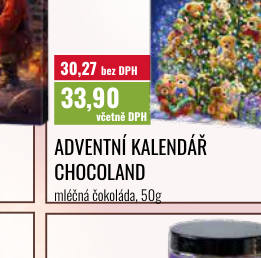 30,27 bez DPH
33,90
včetně DPH
ADVENTNÍ KALENDÁŘ
CHOCOLAND
mléčná čokoláda, 50g